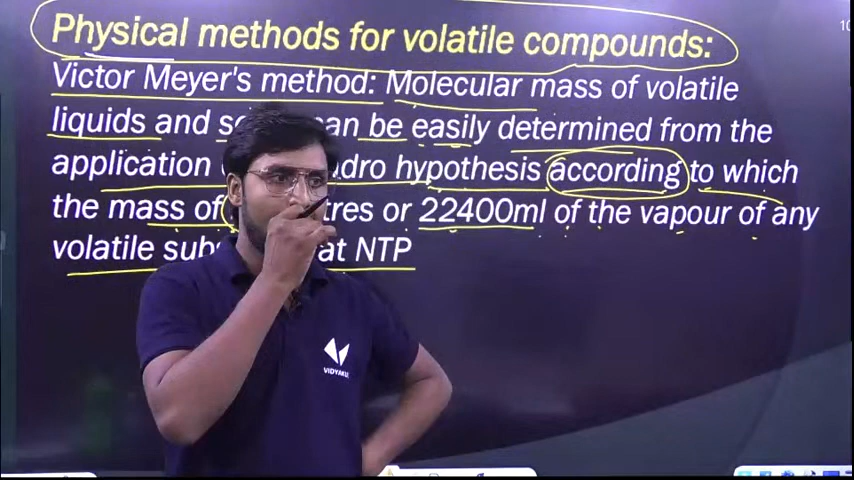 10
Physical methods for volatile compounds:
Victor Meyer's method: Molecular mass of volatile
liquids and can be easily determined from the
application hypothesis according to which
the mass of or 22400ml of the vapour of any
volatile at NTP
VIDYAKUL